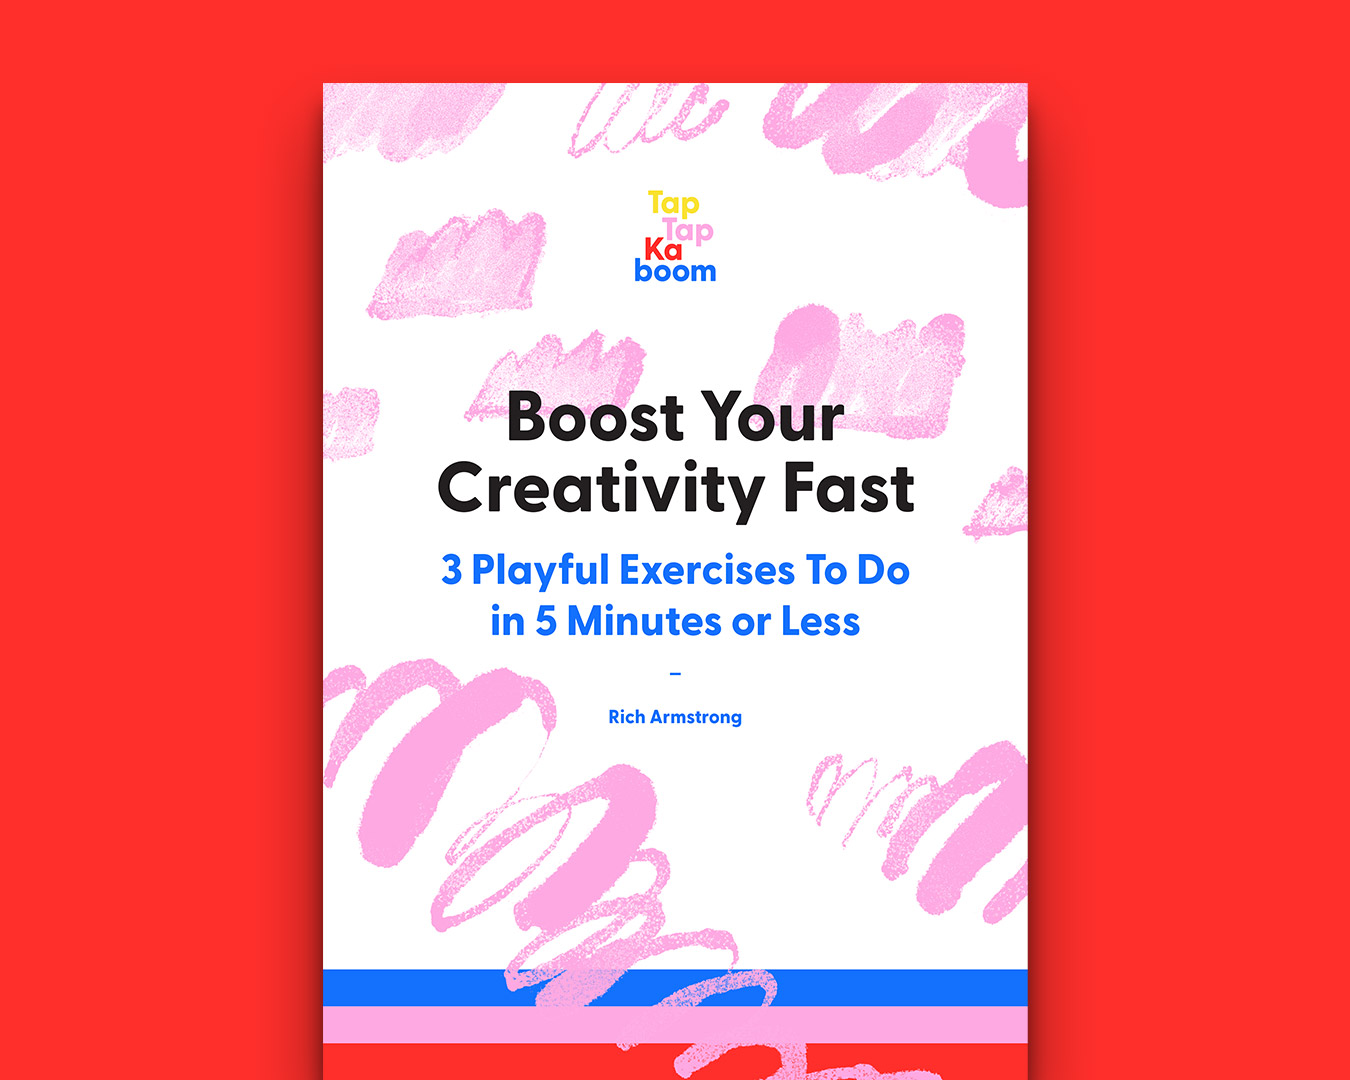 Tap
Tap
Ka
boom
Boost Your
Creativity Fast
3 Playful Exercises To Do
in 5 Minutes or Less
–
Rich Armstrong